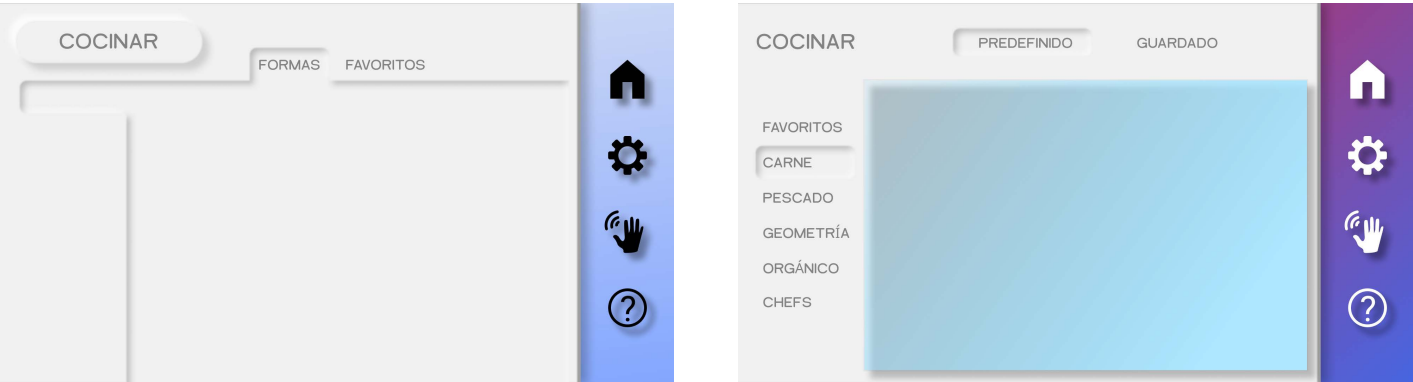 COCINAR
FORMAS FAVORITOS
COCINAR
PREDEFINIDO GUARDADO
FAVORITOS
CARNE
PESCADO
GEOMETRÍA
ORGÁNICO
CHEFS